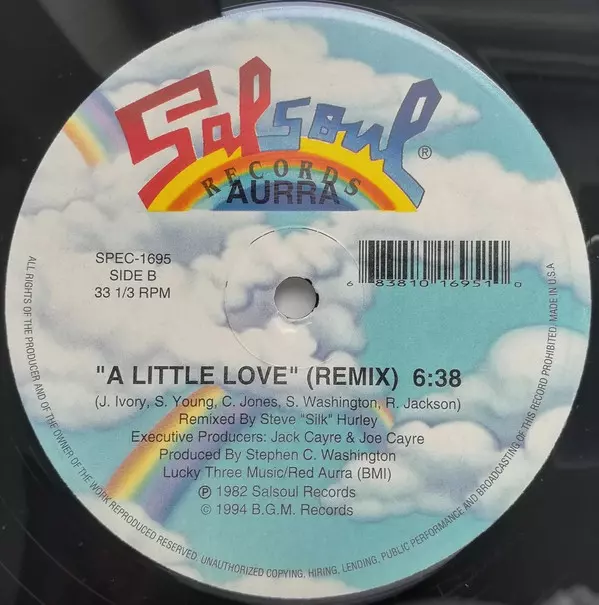 Salsoul®
RECORDS
AURRA
SPEC-1695
SIDE B
33 1/3 RPM
6 83810 16951 0
"A LITTLE LOVE" (REMIX) 6:38
(J. Ivory, S. Young, C. Jones, S. Washington, R. Jackson)
Remixed By Steve "Silk" Hurley
Executive Producers: Jack Cayre & Joe Cayre
Produced By Stephen C. Washington
Lucky Three Music/Red Aurra (BMI)
℗ 1982 Salsoul Records
© 1994 B.G.M. Records
ALL RIGHTS OF THE PRODUCER AND OF THE OWNER OF THE WORK REPRODUCED RESERVED. UNAUTHORIZED COPYING, HIRING, LENDING, PUBLIC PERFORMANCE AND BROADCASTING OF THIS RECORD PROHIBITED. MADE IN U.S.A